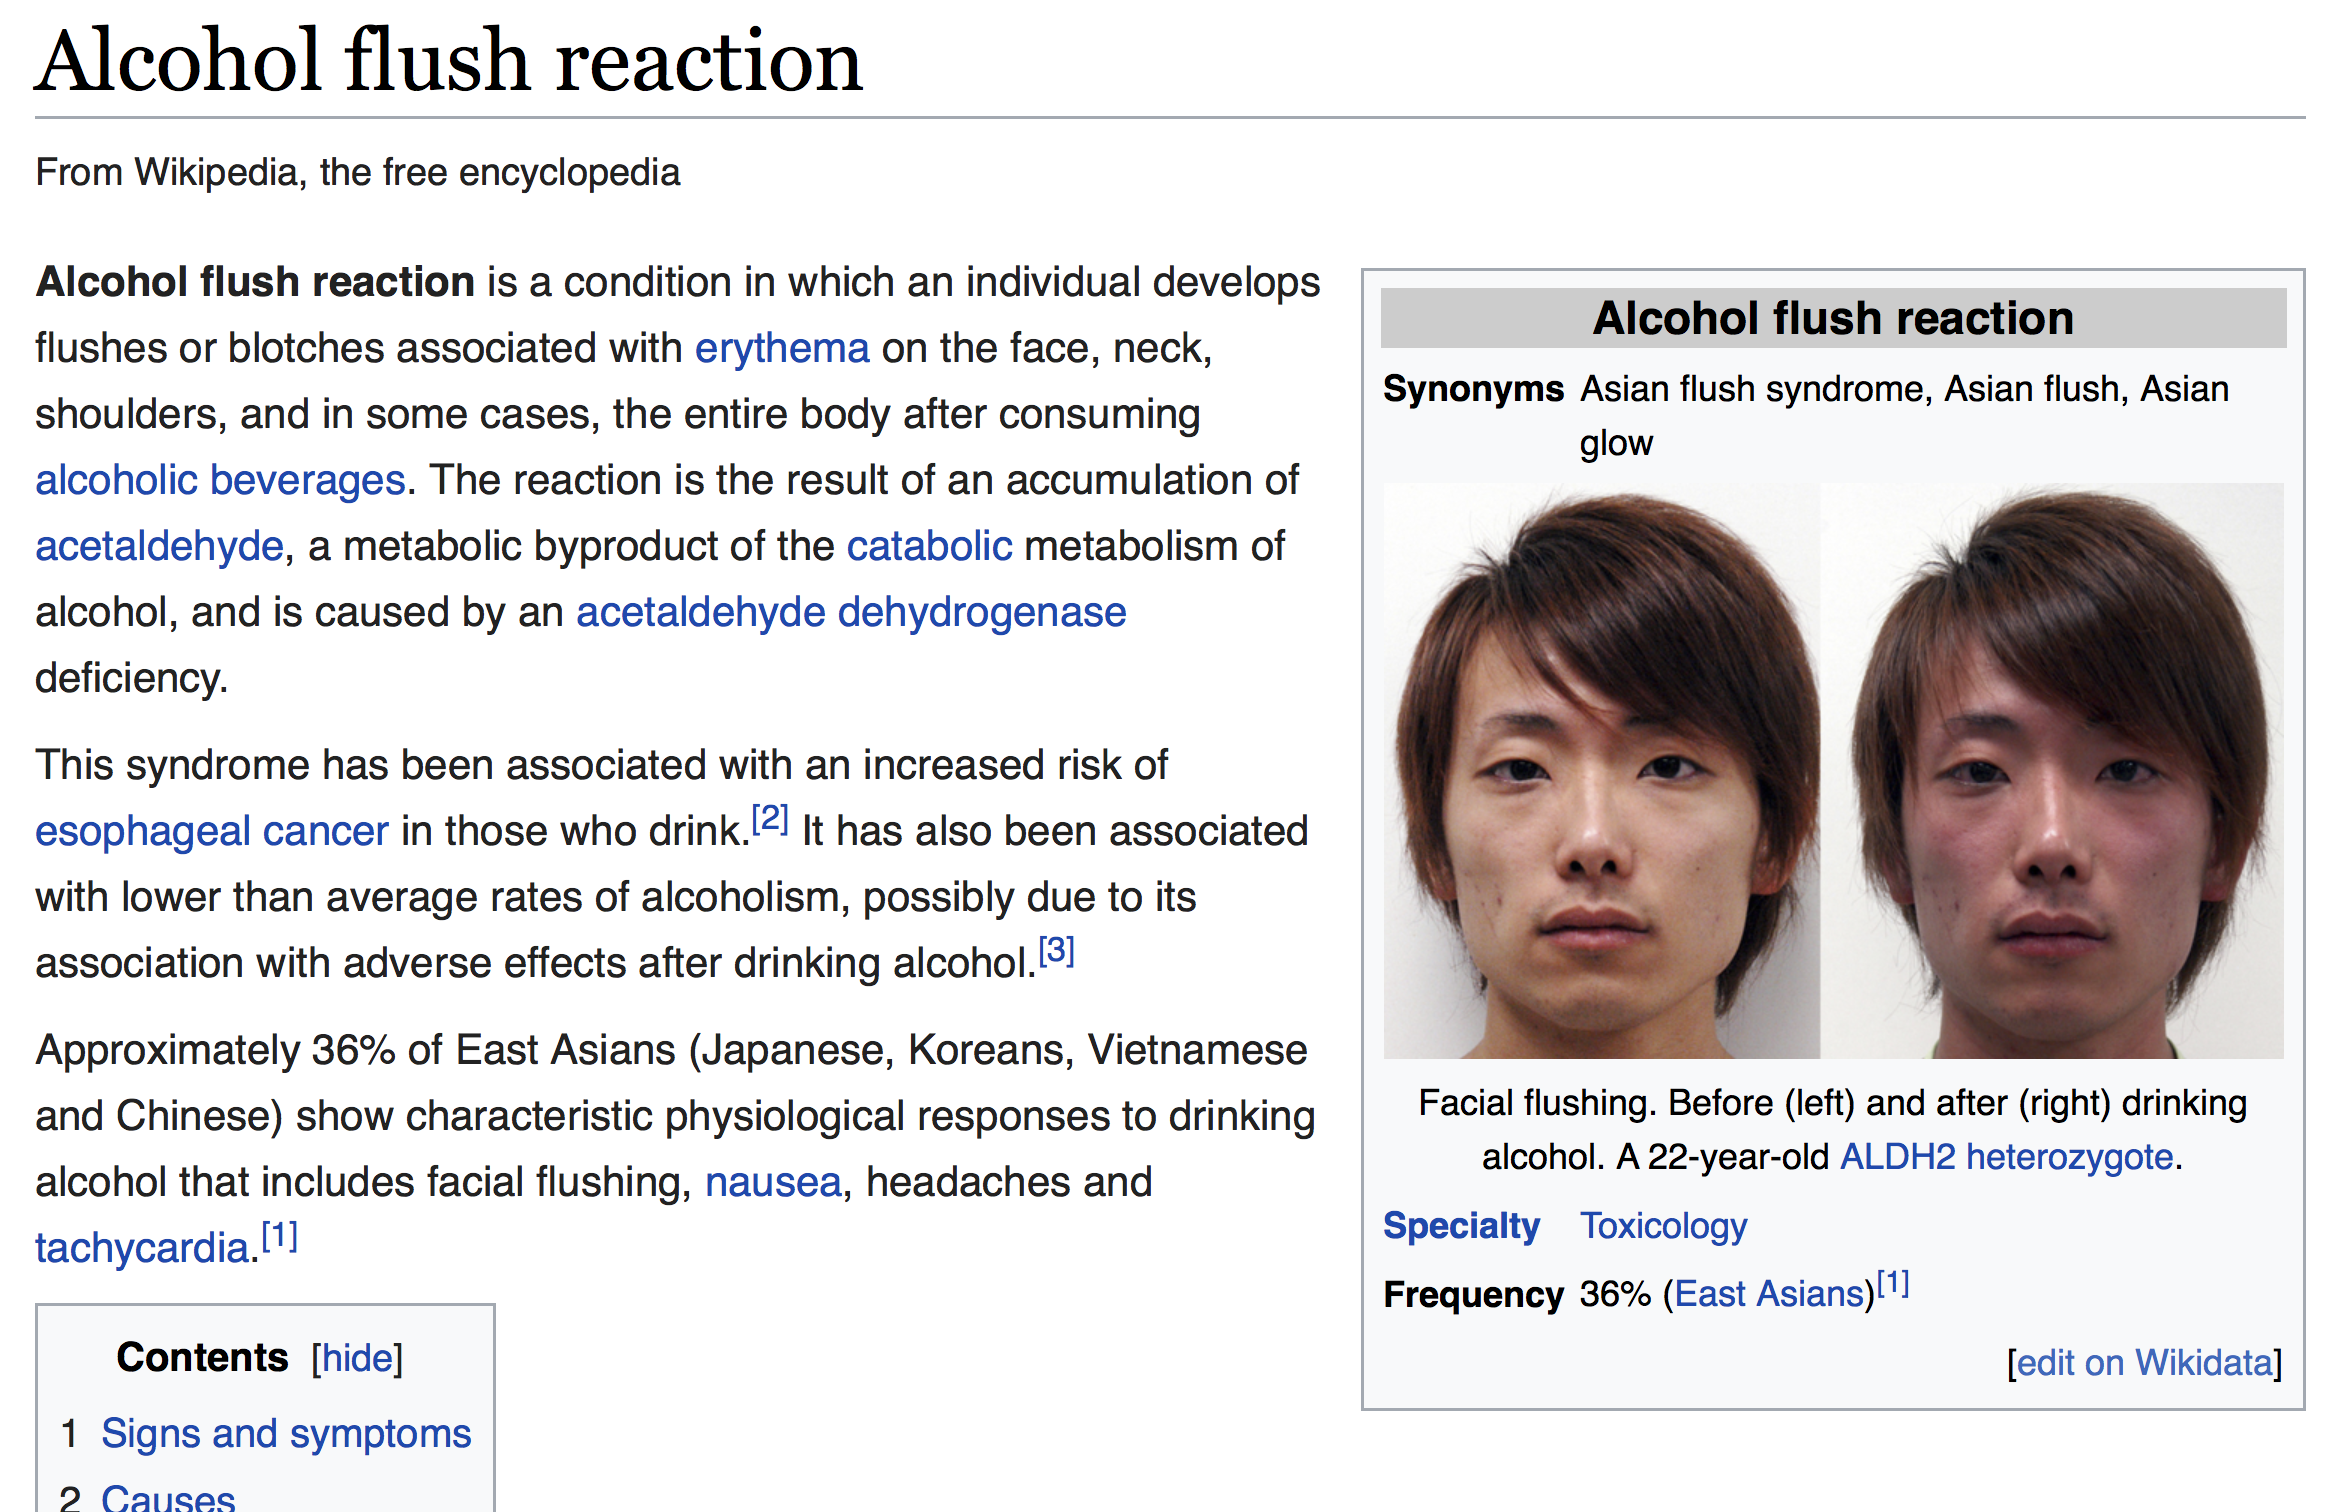 Alcohol flush reaction
From Wikipedia, the free encyclopedia
Alcohol flush reaction is a condition in which an individual develops
flushes or blotches associated with erythema on the face, neck,
shoulders, and in some cases, the entire body after consuming
alcoholic beverages. The reaction is the result of an accumulation of
acetaldehyde, a metabolic byproduct of the catabolic metabolism of
alcohol, and is caused by an acetaldehyde dehydrogenase
deficiency.
This syndrome has been associated with an increased risk of
esophageal cancer in those who drink.[2] It has also been associated
with lower than average rates of alcoholism, possibly due to its
association with adverse effects after drinking alcohol.[3]
Approximately 36% of East Asians (Japanese, Koreans, Vietnamese
and Chinese) show characteristic physiological responses to drinking
alcohol that includes facial flushing, nausea, headaches and
tachycardia.[1]
Contents [hide]
1 Signs and symptoms
2 Causes
Alcohol flush reaction
Synonyms Asian flush syndrome, Asian flush, Asian
glow
Facial flushing. Before (left) and after (right) drinking
alcohol. A 22-year-old ALDH2 heterozygote.
Specialty Toxicology
Frequency 36% (East Asians)[1]
[edit on Wikidata]